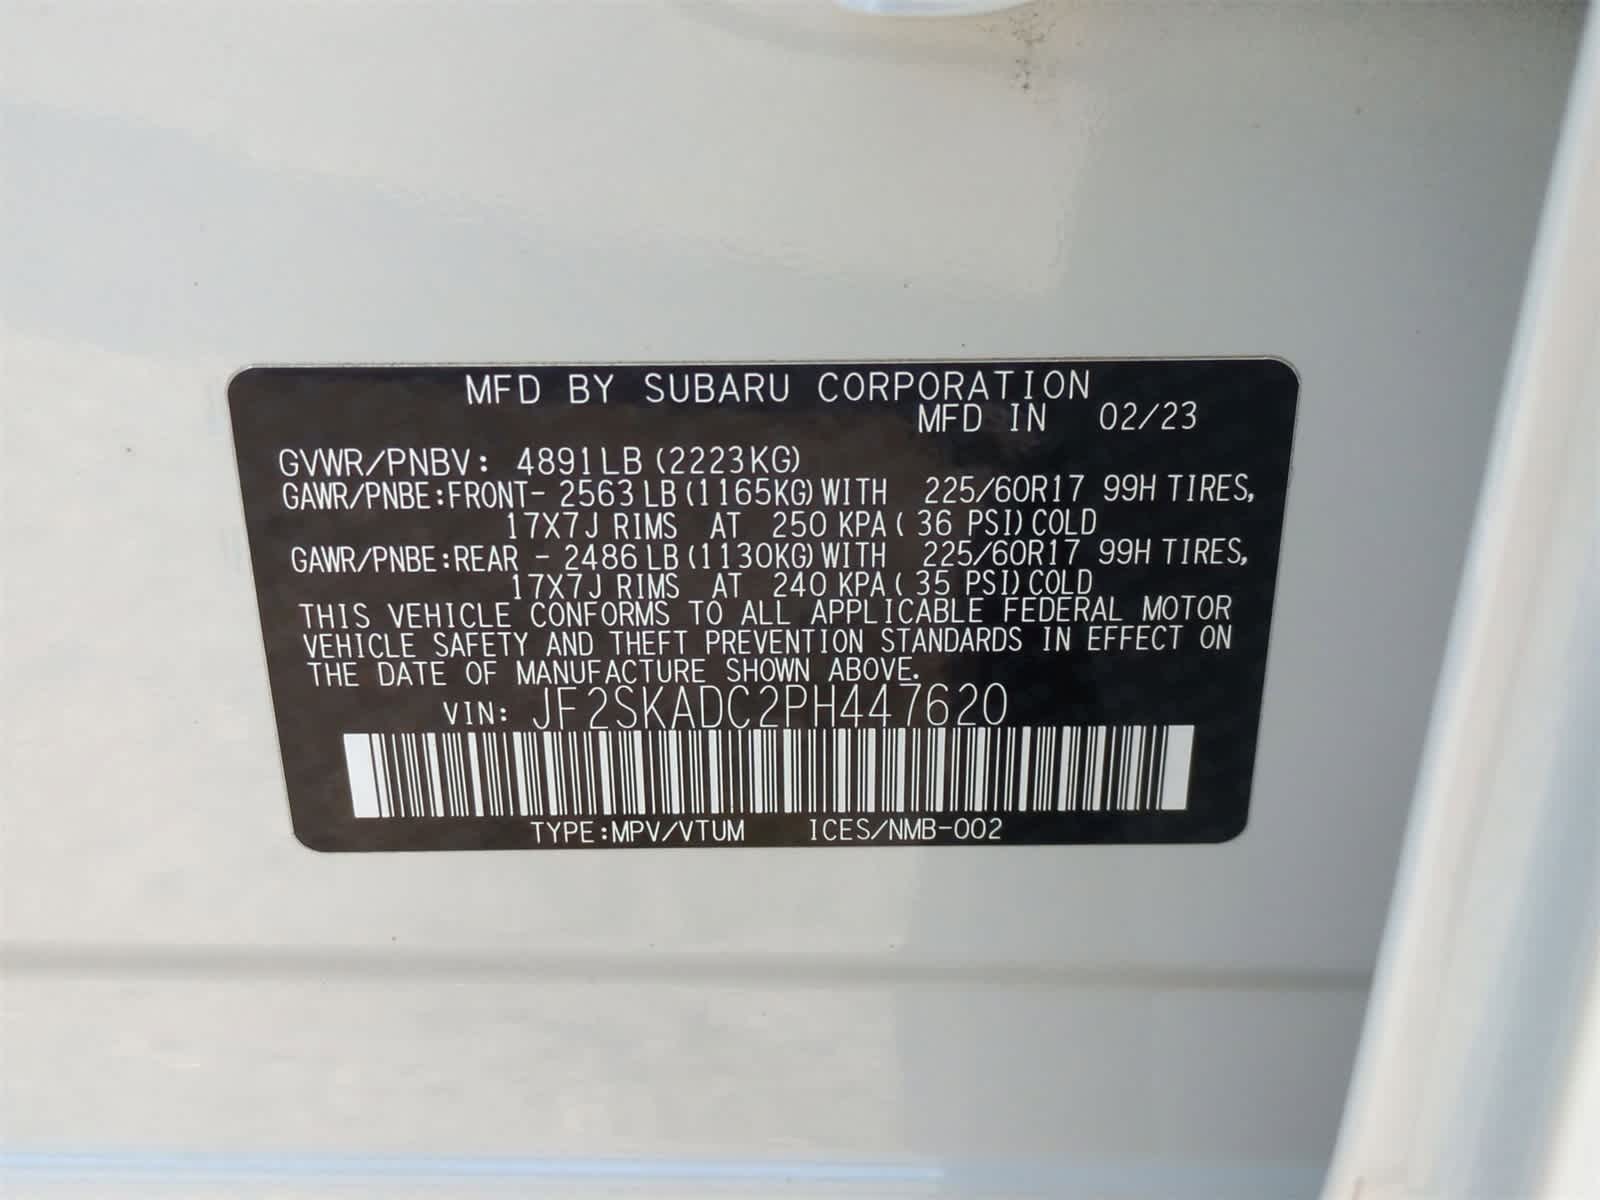 MFD BY SUBARU CORPORATION
MFD IN 02/23
GVWR/PNBV: 4891LB (2223KG)
GAWR/PNBE:FRONT- 2563 LB (1165KG) WITH 225/60R17 99H TIRES,
17X7J RIMS AT 250 KPA ( 36 PSI) COLD
GAWR/PNBE:REAR - 2486 LB (1130KG) WITH 225/60R17 99H TIRES,
17X7J RIMS AT 240 KPA ( 35 PSI) COLD
THIS VEHICLE CONFORMS TO ALL APPLICABLE FEDERAL MOTOR
VEHICLE SAFETY AND THEFT PREVENTION STANDARDS IN EFFECT ON
THE DATE OF MANUFACTURE SHOWN ABOVE.
VIN: JF2SKADC2PH447620
TYPE:MPV/VTUM ICES/NMB-002